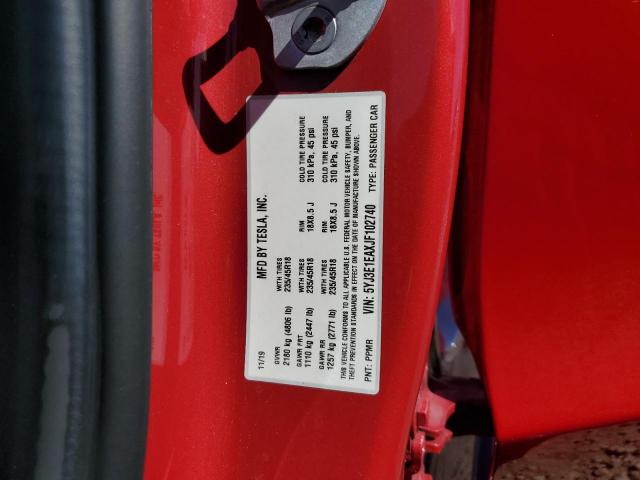 11/19 MFD BY TESLA, INC.
GVWR WITH TIRES RIM COLD TIRE PRESSURE
2180 kg (4806 lb) 235/45R18 18X8.5 J 310 kPa, 45 psi
GAWR FRT WITH TIRES RIM COLD TIRE PRESSURE
1110 kg (2447 lb) 235/45R18 18X8.5 J 310 kPa, 45 psi
GAWR RR
1257 kg (2771 lb) 235/45R18
THIS VEHICLE CONFORMS TO ALL APPLICABLE U.S. FEDERAL MOTOR VEHICLE SAFETY, BUMPER, AND
THEFT PREVENTION STANDARDS IN EFFECT ON THE DATE OF MANUFACTURE SHOWN ABOVE.
VIN: 5YJ3E1EAXJF102740
PNT: PPMR TYPE: PASSENGER CAR